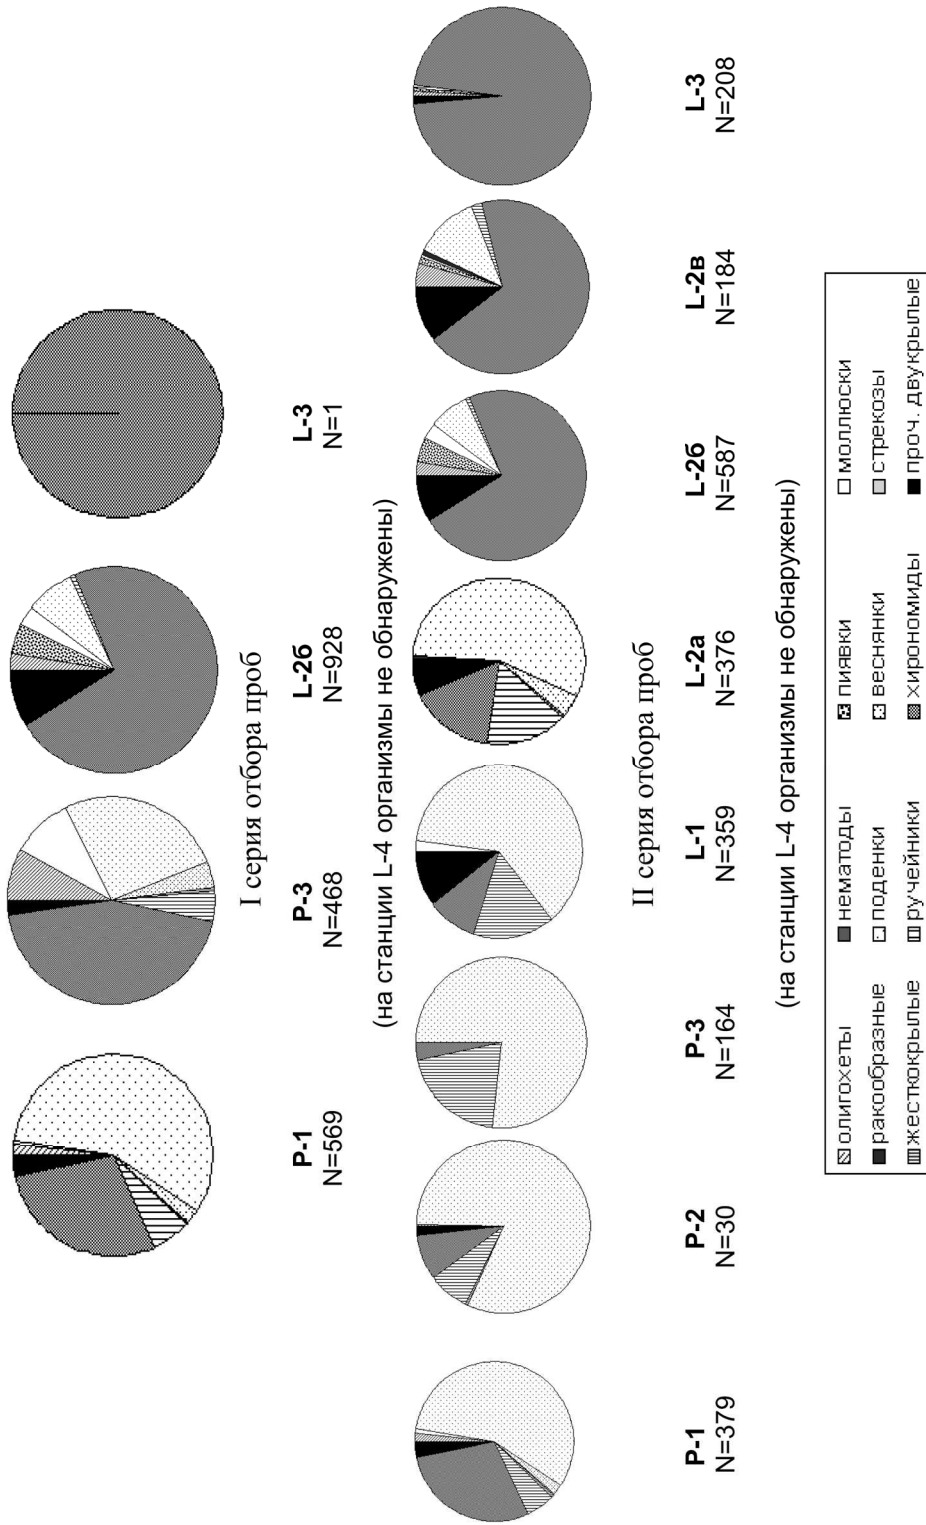 I серия отбора проб
P-1 P-3 L-2б L-3
N=569 N=468 N=928 N=1
(на станции L-4 организмы не обнаружены)
II серия отбора проб
P-1 P-2 P-3 L-1 L-2а L-2б L-2в L-3
N=379 N=30 N=164 N=359 N=376 N=587 N=184 N=208
(на станции L-4 организмы не обнаружены)
олигохеты нематоды пиявки моллюски
ракообразные поденки веснянки стрекозы
жесткокрылые ручейники хирономиды проч. двукрылые